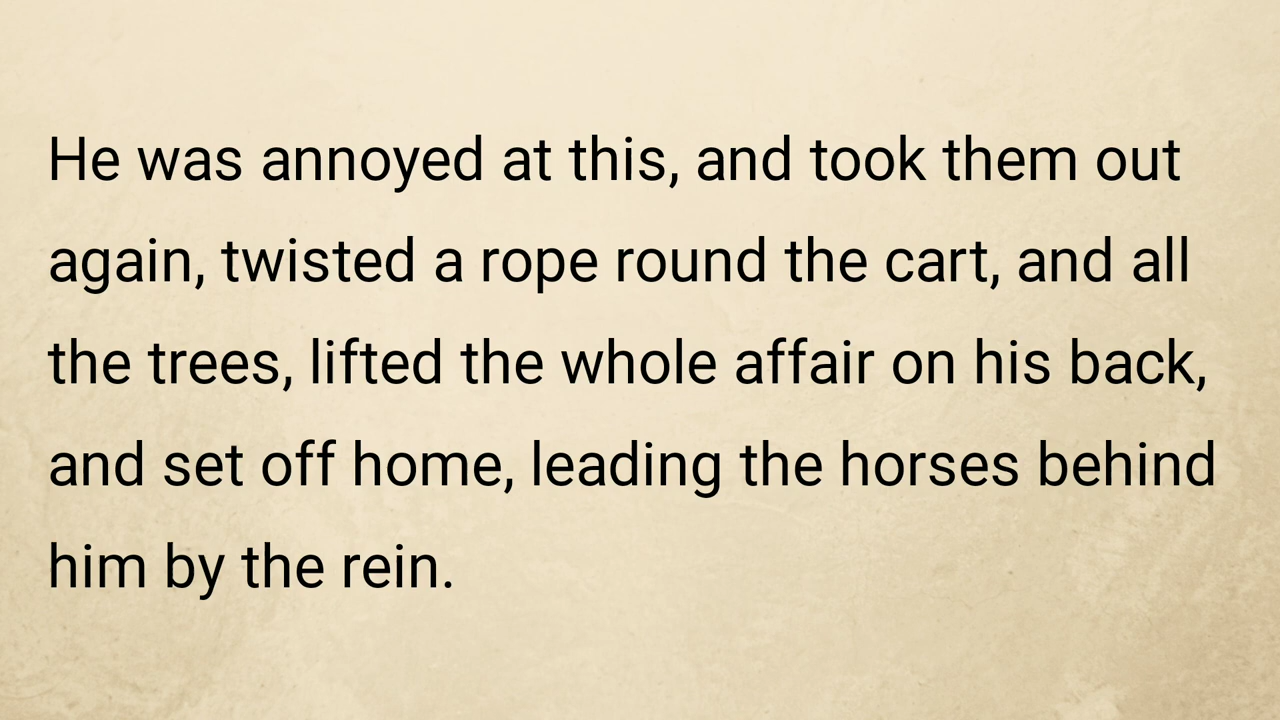 He was annoyed at this, and took them out
again, twisted a rope round the cart, and all
the trees, lifted the whole affair on his back,
and set off home, leading the horses behind
him by the rein.